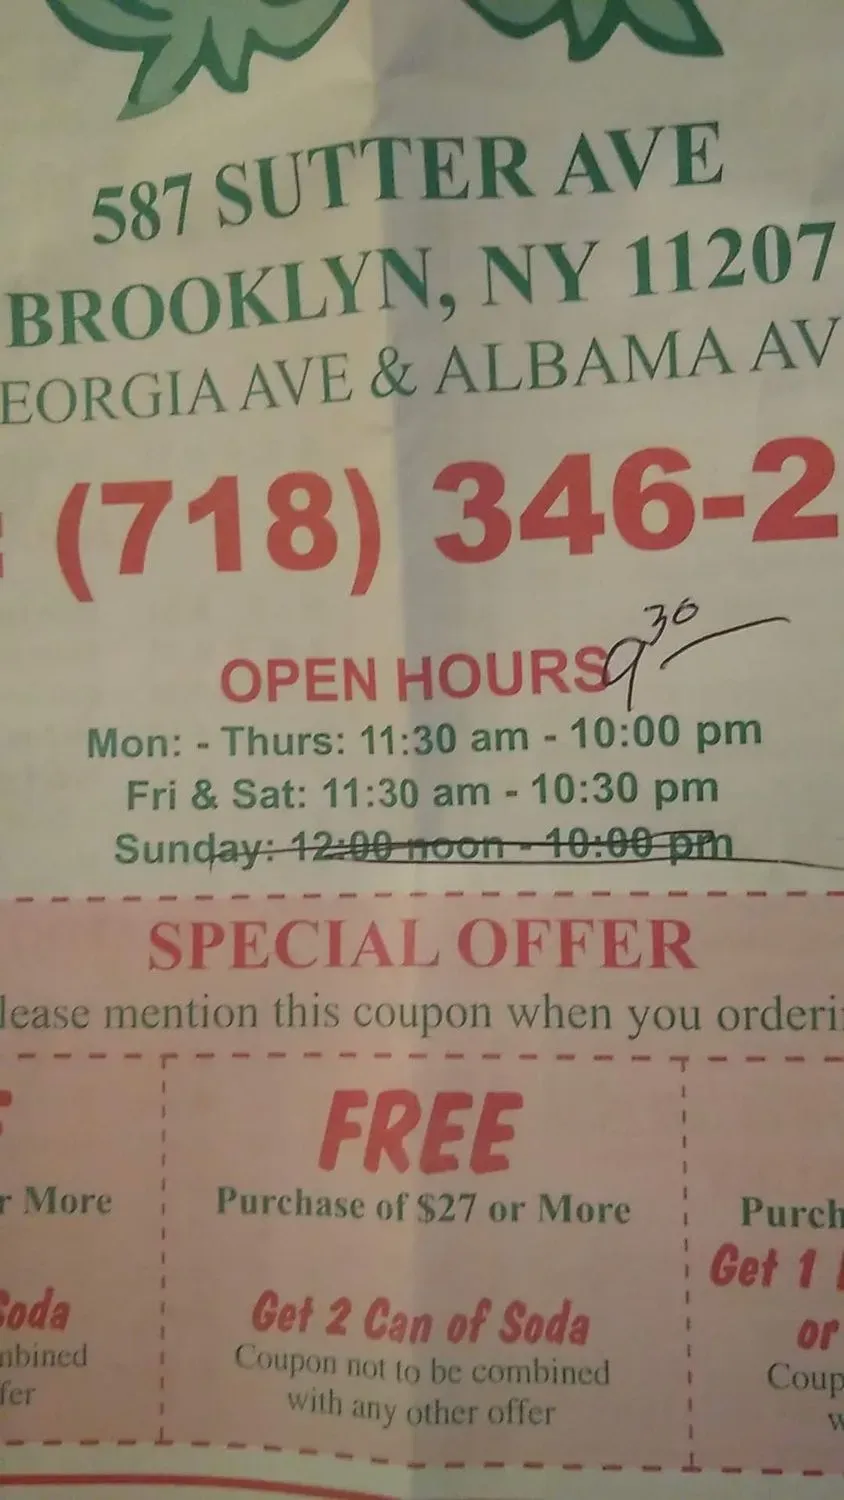 587 SUTTER AVE
BROOKLYN, NY 11207
EORGIA AVE & ALBAMA AV
(718) 346-2
9 30
OPEN HOURS
Mon: - Thurs: 11:30 am - 10:00 pm
Fri & Sat: 11:30 am - 10:30 pm
Sunday: 12:00 noon - 10:00 pm
SPECIAL OFFER
lease mention this coupon when you orderi
FREE
r More Purchase of $27 or More Purch
Get 1
Soda Get 2 Can of Soda or
mbined Coupon not to be combined Coup
fer with any other offer w